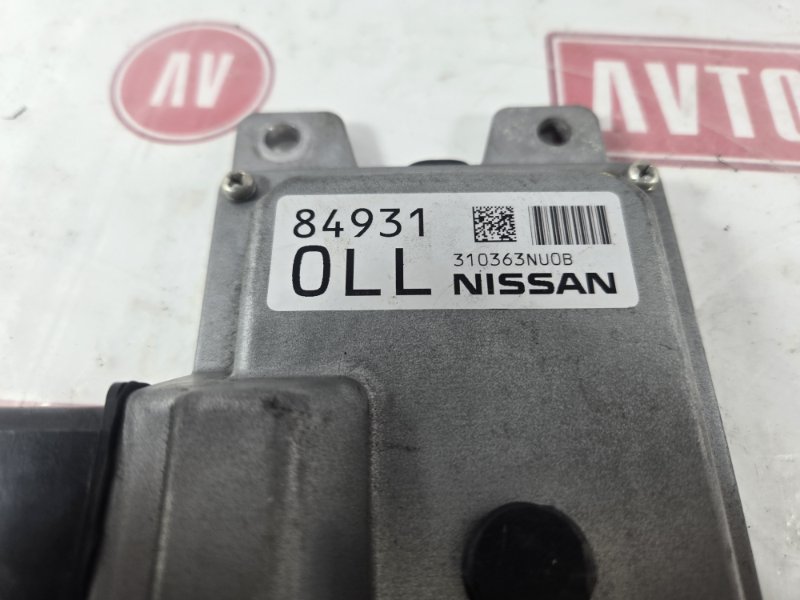 AV
AVTO
84931
0LL
310363NU0B
NISSAN